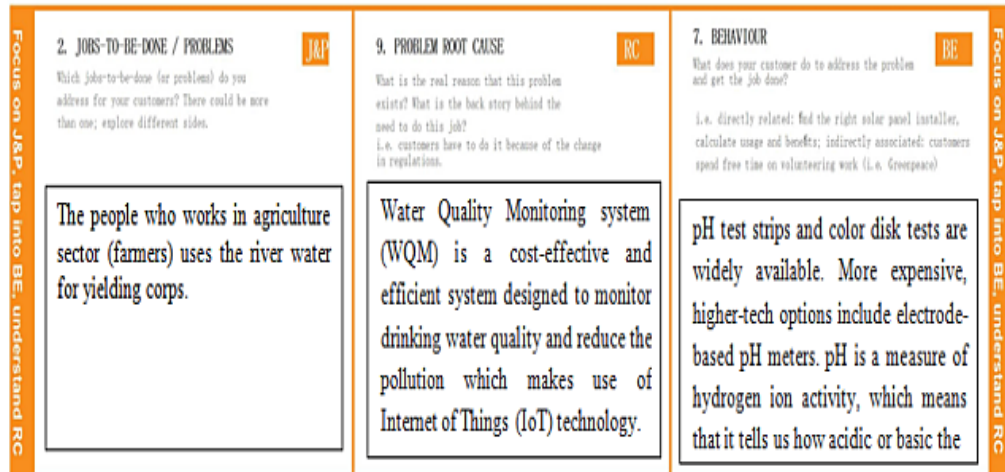 Focus on J&P, tap into BE, understand RC
2. JOBS-TO-BE-DONE / PROBLEMS
J&P
Which jobs-to-be-done (or problems) do you
address for your customers? There could be more
than one; explore different sides.
The people who works in agriculture
sector (farmers) uses the river water
for yielding corps.
9. PROBLEM ROOT CAUSE
RC
What is the real reason that this problem
exists? What is the back story behind the
need to do this job?
i.e. customers have to do it because of the change
in regulations.
Water Quality Monitoring system
(WQM) is a cost-effective and
efficient system designed to monitor
drinking water quality and reduce the
pollution which makes use of
Internet of Things (IoT) technology.
7. BEHAVIOUR
BE
What does your customer do to address the problem
and get the job done?
i.e. directly related: find the right solar panel installer,
calculate usage and benefits; indirectly associated: customers
spend free time on volunteering work (i.e. Greenpeace)
pH test strips and color disk tests are
widely available. More expensive,
higher-tech options include electrode-
based pH meters. pH is a measure of
hydrogen ion activity, which means
that it tells us how acidic or basic the
Focus on J&P, tap into BE, understand RC